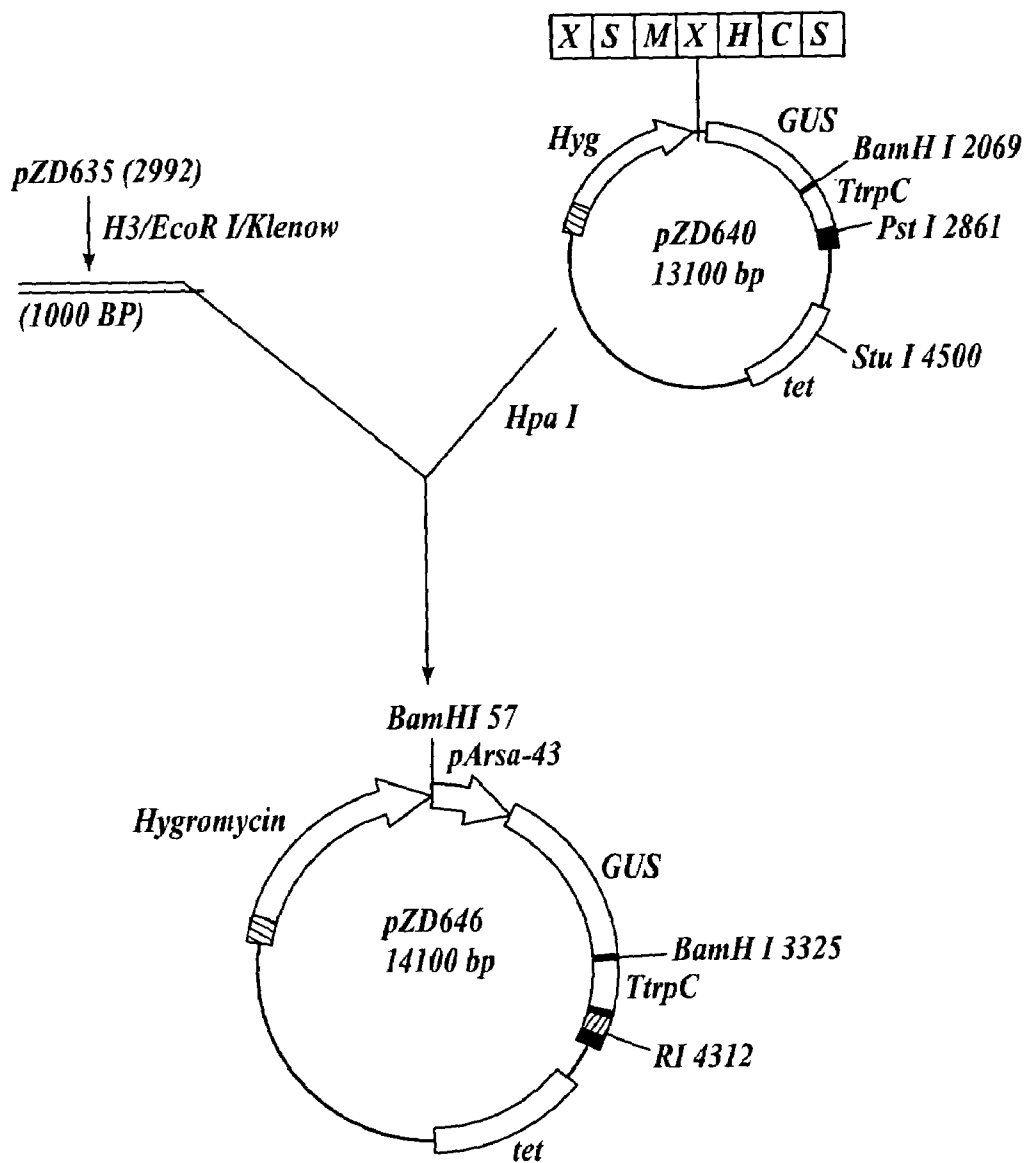 X S M X H C S
GUS
Hyg
BamH I 2069
TtrpC
Pst I 2861
pZD640
13100 bp
Stu I 4500
tet
pZD635 (2992)
H3/EcoR I/Klenow
(1000 BP)
Hpa I
BamHI 57
pArsa-43
Hygromycin
GUS
pZD646
14100 bp
BamH I 3325
TtrpC
RI 4312
tet